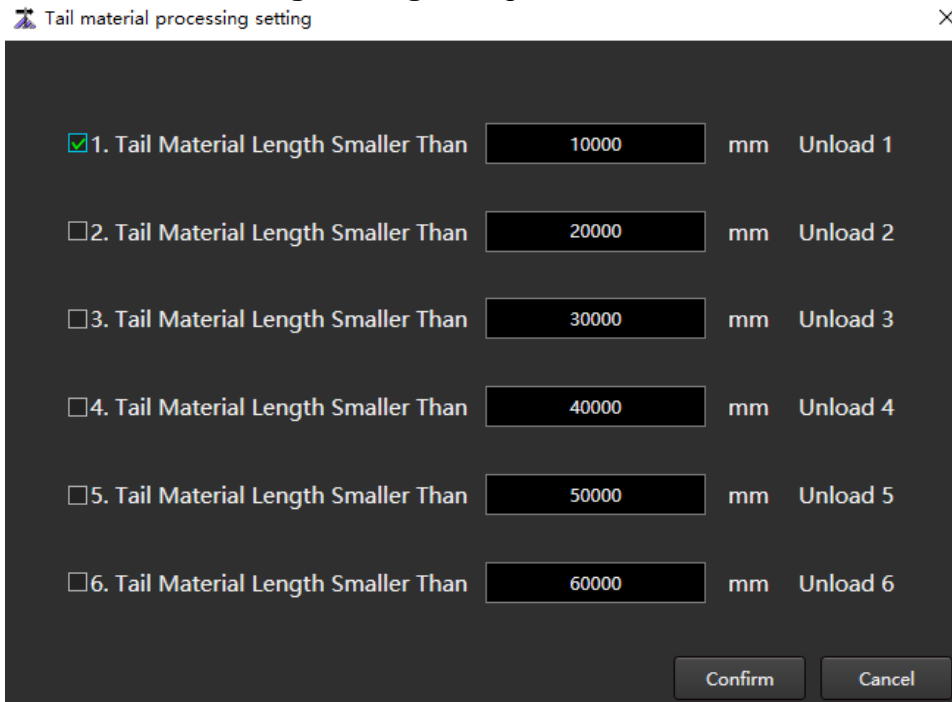 Tail material processing setting
1. Tail Material Length Smaller Than 10000 mm Unload 1
2. Tail Material Length Smaller Than 20000 mm Unload 2
3. Tail Material Length Smaller Than 30000 mm Unload 3
4. Tail Material Length Smaller Than 40000 mm Unload 4
5. Tail Material Length Smaller Than 50000 mm Unload 5
6. Tail Material Length Smaller Than 60000 mm Unload 6
Confirm Cancel